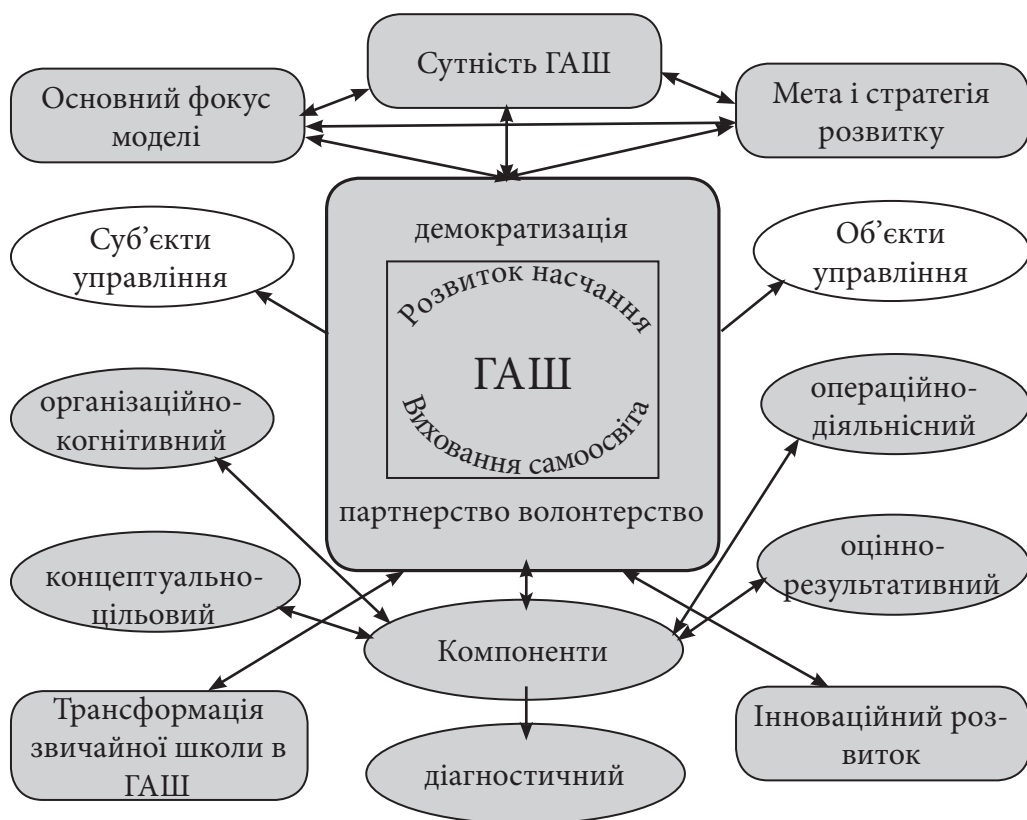 Сутність ГАШ
Основний фокус
моделі
Мета і стратегія
розвитку
Суб’єкти
управління
демократизація
Об’єкти
управління
Розвиток насчання
ГАШ
Виховання самоосвіта
організаційно-
когнітивний
операційно-
діяльнісний
партнерство волонтерство
концептуально-
цільовий
оцінно-
результативний
Компоненти
Трансформація
звичайної школи в
ГАШ
Інноваційний роз-
виток
діагностичний